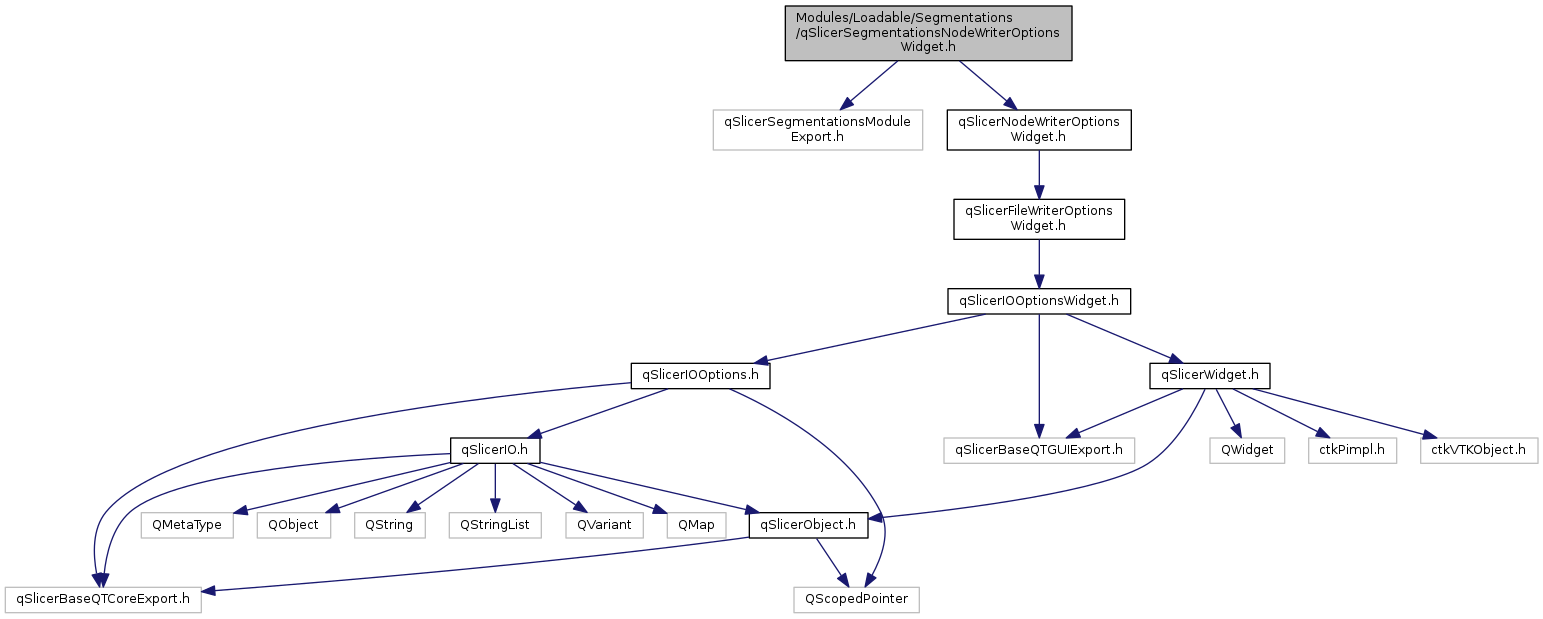 Modules/Loadable/Segmentations
/qSlicerSegmentationsNodeWriterOptions
Widget.h
qSlicerSegmentationsModule
Export.h
qSlicerNodeWriterOptions
Widget.h
qSlicerFileWriterOptions
Widget.h
qSlicerIOOptionsWidget.h
qSlicerIOOptions.h
qSlicerWidget.h
qSlicerIO.h
qSlicerBaseQTGUIExport.h
QWidget
ctkPimpl.h
ctkVTKObject.h
QMetaType
QObject
QString
QStringList
QVariant
QMap
qSlicerObject.h
qSlicerBaseQTCoreExport.h
QScopedPointer